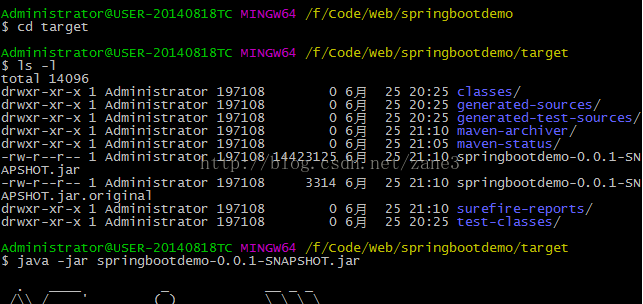 Administrator@USER-20140818TC MINGW64 /f/Code/Web/springbootdemo
$ cd target
Administrator@USER-20140818TC MINGW64 /f/Code/Web/springbootdemo/target
$ ls -l
total 14096
drwxr-xr-x 1 Administrator 197108 0 6月 25 20:25 classes/
drwxr-xr-x 1 Administrator 197108 0 6月 25 20:25 generated-sources/
drwxr-xr-x 1 Administrator 197108 0 6月 25 20:25 generated-test-sources/
drwxr-xr-x 1 Administrator 197108 0 6月 25 21:10 maven-archiver/
drwxr-xr-x 1 Administrator 197108 0 6月 25 21:05 maven-status/
-rw-r--r-- 1 Administrator 197108 14423125 6月 25 21:10 springbootdemo-0.0.1-SN
APSHOT.jar
http://blog.csdn.net/zane3
-rw-r--r-- 1 Administrator 197108 3314 6月 25 21:10 springbootdemo-0.0.1-SN
APSHOT.jar.original
drwxr-xr-x 1 Administrator 197108 0 6月 25 21:10 surefire-reports/
drwxr-xr-x 1 Administrator 197108 0 6月 25 20:25 test-classes/
Administrator@USER-20140818TC MINGW64 /f/Code/Web/springbootdemo/target
$ java -jar springbootdemo-0.0.1-SNAPSHOT.jar